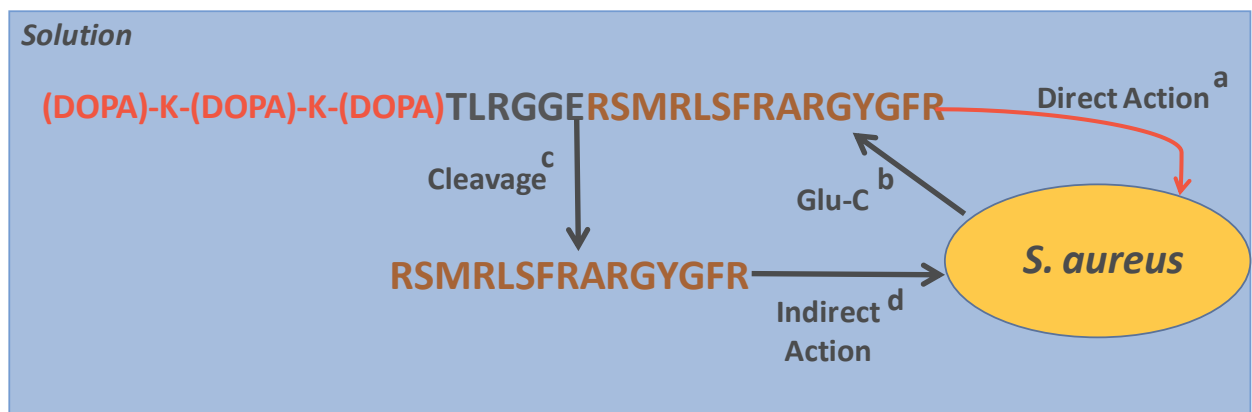 Solution
(DOPA)-K-(DOPA)-K-(DOPA)TLRGGERSMRLSFRARGYGFR
Direct Action a
Cleavage c
Glu-C b
RSMRLSFRARGYGFR
S. aureus
Indirect d
Action